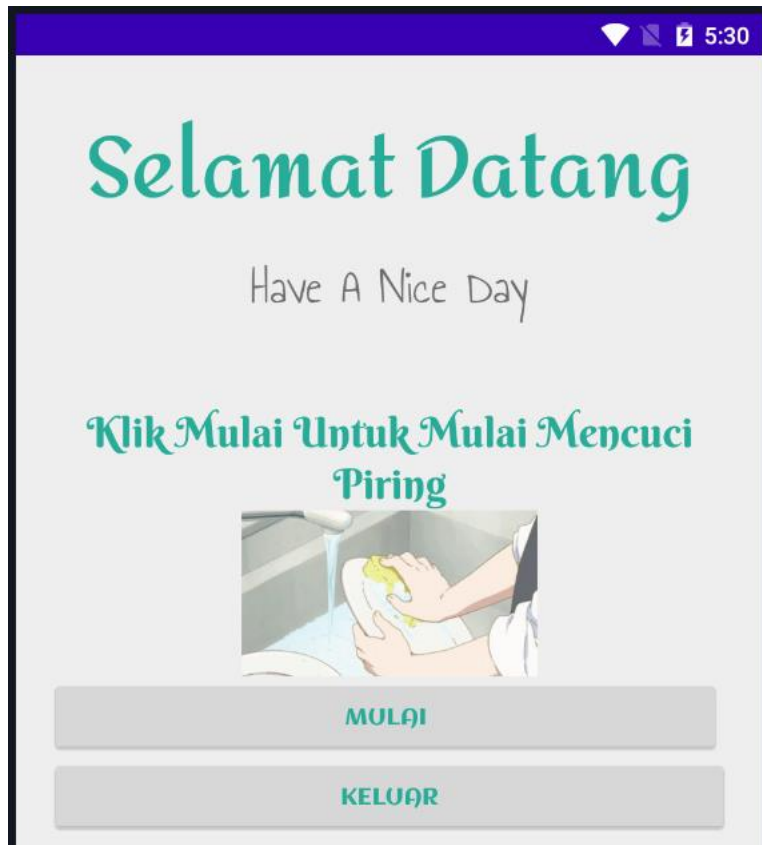 5:30
Selamat Datang
Have A Nice Day
Klik Mulai Untuk Mulai Mencuci
Piring
MULAI
KELUAR